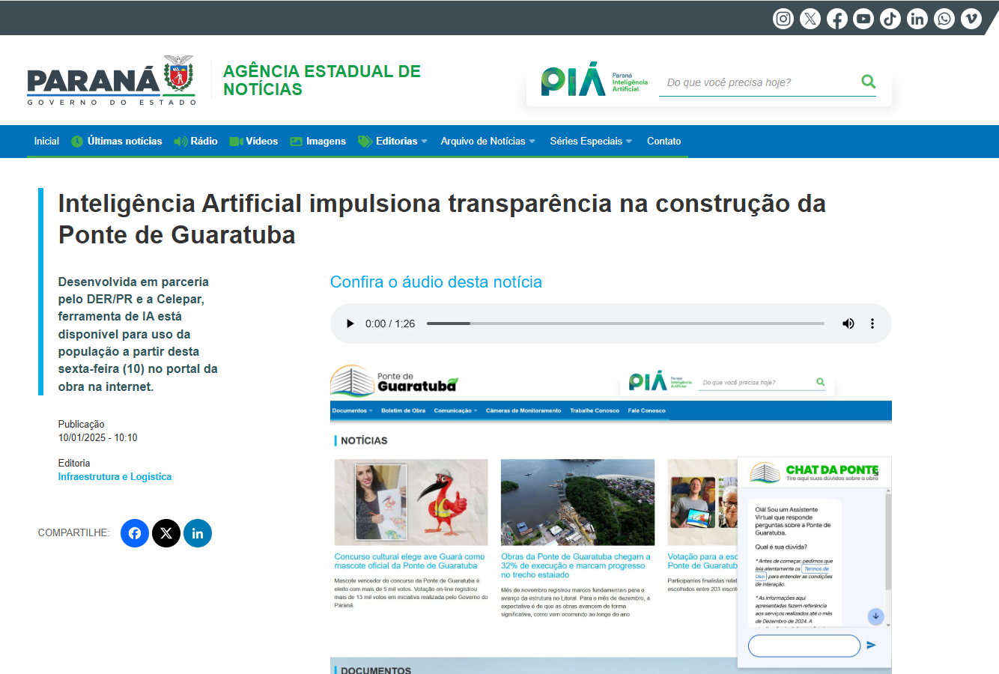 PARANÁ
GOVERNO DO ESTADO
AGÊNCIA ESTADUAL DE
NOTÍCIAS
PIÁ
Paraná
Inteligência
Artificial
Do que você precisa hoje?
Inicial
Últimas notícias
Rádio
Vídeos
Imagens
Editorias
Arquivo de Notícias
Séries Especiais
Contato
Inteligência Artificial impulsiona transparência na construção da
Ponte de Guaratuba
Desenvolvida em parceria
pelo DER/PR e a Celepar,
ferramenta de IA está
disponível para uso da
população a partir desta
sexta-feira (10) no portal da
obra na internet.
Publicação
10/01/2025 - 10:10
Editoria
Infraestrutura e Logística
COMPARTILHE:
Confira o áudio desta notícia
0:00 / 1:26
Ponte de
Guaratuba
PIÁ
Paraná
Inteligência
Artificial
Do que você precisa hoje?
Documentos
Boletim de Obra
Comunicação
Câmeras de Monitoramento
Trabalhe Conosco
Fale Conosco
NOTÍCIAS
Concurso cultural elege ave Guará como
mascote oficial da Ponte de Guaratuba
Mascote vencedor do concurso da Ponte de Guaratuba é
eleito com mais de 5 mil votos. Votação on-line registrou
mais de 13 mil votos em iniciativa realizada pelo Governo do
Paraná.
Obras da Ponte de Guaratuba chegam a
32% de execução e marcam progresso
no trecho estaiado
Mês de novembro registrou marcos fundamentais para o
avanço da estrutura no Litoral. Para o mês de dezembro, a
expectativa é de que as obras avancem de forma
significativa, como vem ocorrendo ao longo do ano
Votação para a esc
Ponte de Guaratub
Participantes finalistas relat
escolhidos entre 203 inscrit
CHAT DA PONTE
Tire aqui suas dúvidas sobre a obra
Olá! Sou um Assistente
Virtual que responde
perguntas sobre a Ponte de
Guaratuba.
Qual é sua dúvida?
* Antes de começar, pedimos que
leia atentamente os Termos de
Uso para entender as condições
de interação.
* As informações aqui
apresentadas fazem referência
aos serviços realizados até o mês
de Dezembro de 2024. A
DOCUMENTOS